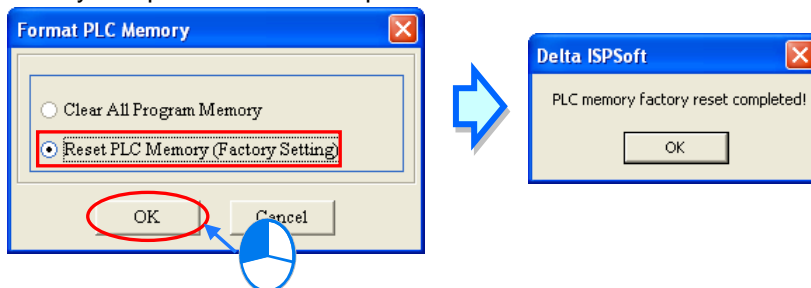 Format PLC Memory
Clear All Program Memory
Reset PLC Memory (Factory Setting)
OK
Cancel
Delta ISPSoft
PLC memory factory reset completed!
OK